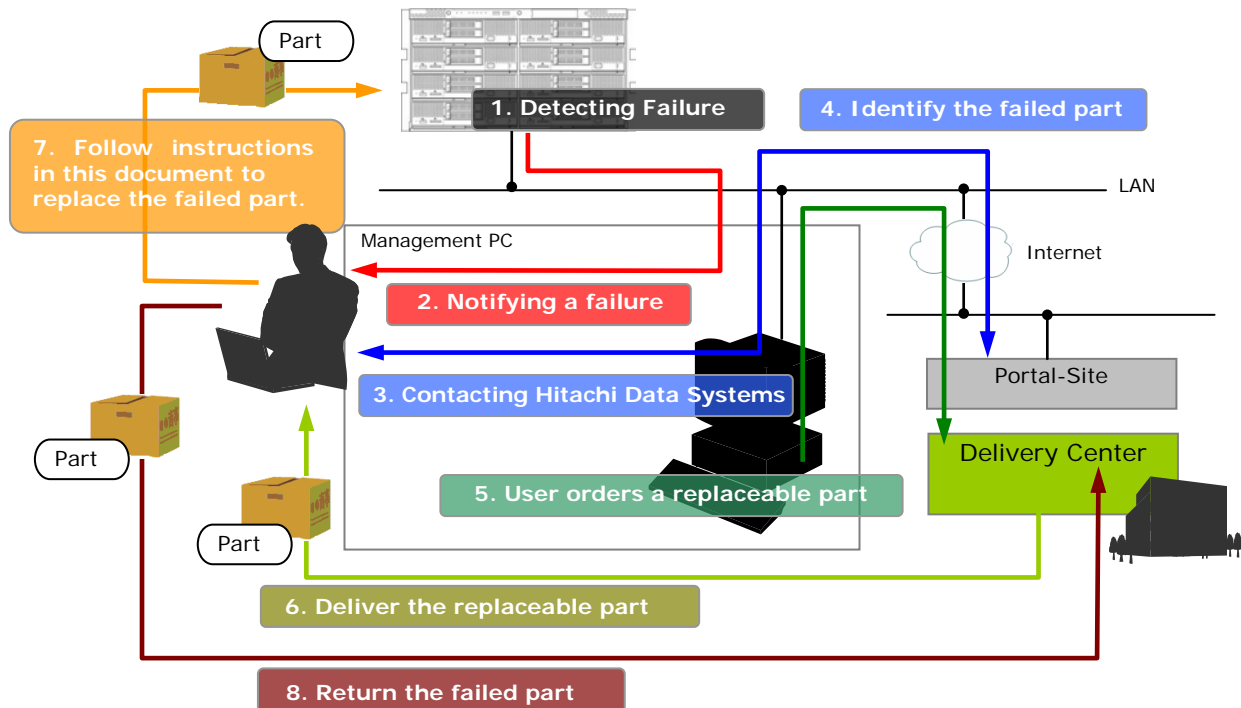 Part
1. Detecting Failure
4. Identify the failed part
7. Follow instructions
in this document to
replace the failed part.
LAN
Management PC
Internet
2. Notifying a failure
Portal-Site
3. Contacting Hitachi Data Systems
Part
Delivery Center
5. User orders a replaceable part
Part
6. Deliver the replaceable part
8. Return the failed part